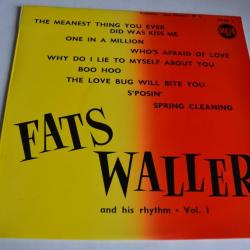 RCA
THE MEANEST THING YOU EVER
DID WAS KISS ME
ONE IN A MILLION
WHO'S AFRAID OF LOVE
WHY DO I LIE TO MYSELF ABOUT YOU
BOO HOO
THE LOVE BUG WILL BITE YOU
S'POSIN'
SPRING CLEANING
FATS
WALLER
and his rhythm • Vol. 1